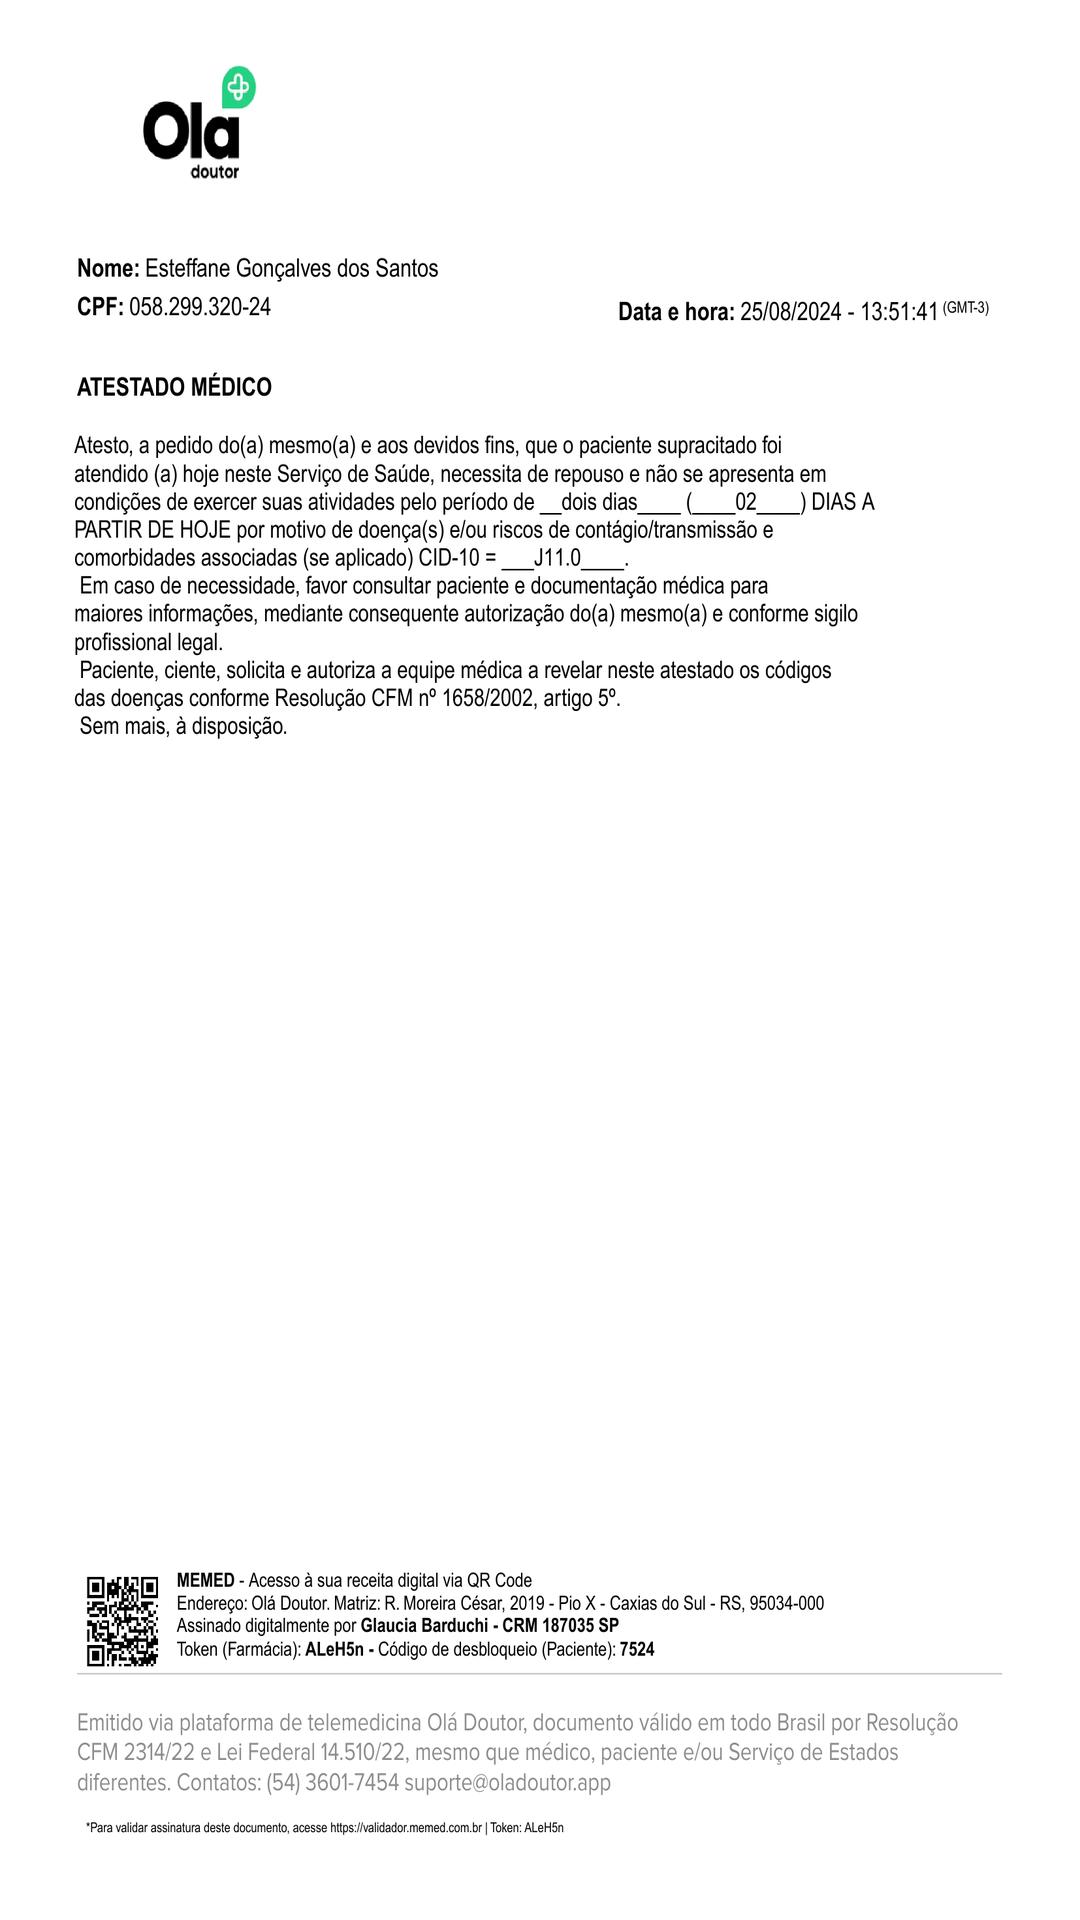 Olá
doutor
Nome: Esteffane Gonçalves dos Santos
CPF: 058.299.320-24
Data e hora: 25/08/2024 - 13:51:41 (GMT-3)
ATESTADO MÉDICO
Atesto, a pedido do(a) mesmo(a) e aos devidos fins, que o paciente supracitado foi
atendido (a) hoje neste Serviço de Saúde, necessita de repouso e não se apresenta em
condições de exercer suas atividades pelo período de __dois dias____ (____02____) DIAS A
PARTIR DE HOJE por motivo de doença(s) e/ou riscos de contágio/transmissão e
comorbidades associadas (se aplicado) CID-10 = ___J11.0____.
Em caso de necessidade, favor consultar paciente e documentação médica para
maiores informações, mediante consequente autorização do(a) mesmo(a) e conforme sigilo
profissional legal.
Paciente, ciente, solicita e autoriza a equipe médica a revelar neste atestado os códigos
das doenças conforme Resolução CFM nº 1658/2002, artigo 5º.
Sem mais, à disposição.
MEMED - Acesso à sua receita digital via QR Code
Endereço: Olá Doutor. Matriz: R. Moreira César, 2019 - Pio X - Caxias do Sul - RS, 95034-000
Assinado digitalmente por Glaucia Barduchi - CRM 187035 SP
Token (Farmácia): ALeH5n - Código de desbloqueio (Paciente): 7524
Emitido via plataforma de telemedicina Olá Doutor, documento válido em todo Brasil por Resolução
CFM 2314/22 e Lei Federal 14.510/22, mesmo que médico, paciente e/ou Serviço de Estados
diferentes. Contatos: (54) 3601-7454 suporte@oladoutor.app
*Para validar assinatura deste documento, acesse https://validador.memed.com.br | Token: ALeH5n